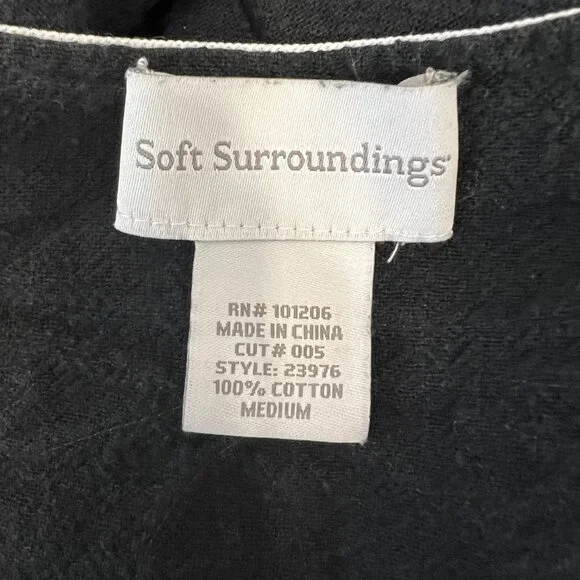 Soft Surroundings
RN# 101206
MADE IN CHINA
CUT# 005
STYLE: 23976
100% COTTON
MEDIUM